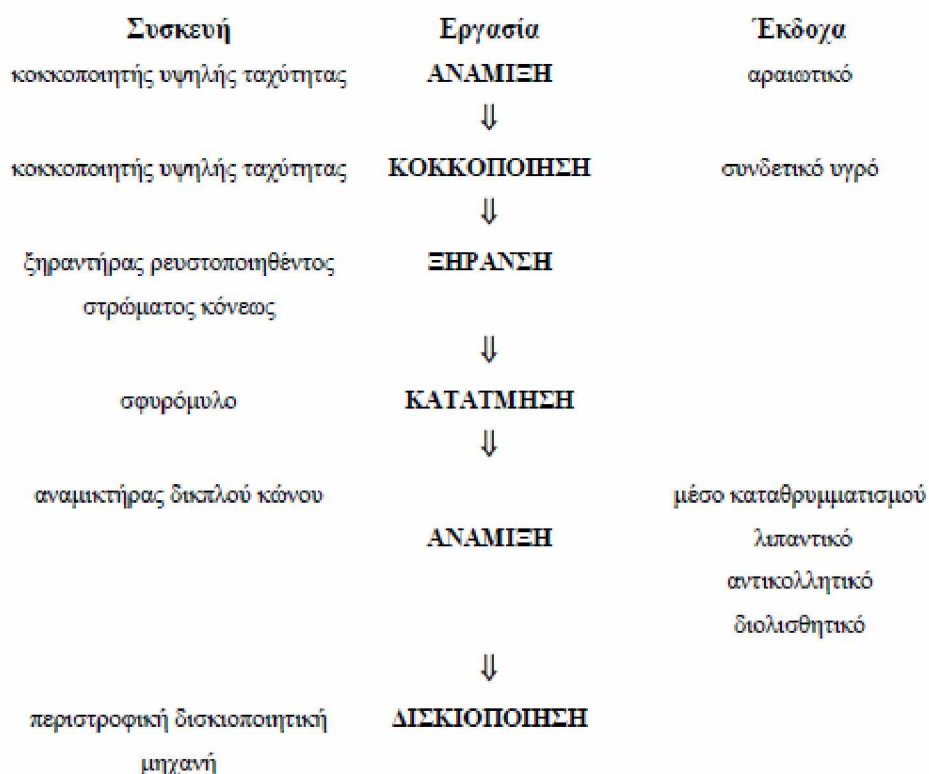 Συσκευή Εργασία Έκδοχα
κοκκοποιητής υψηλής ταχύτητας ΑΝΑΜΙΞΗ αραιωτικό
⇓
κοκκοποιητής υψηλής ταχύτητας ΚΟΚΚΟΠΟΙΗΣΗ συνδετικό υγρό
⇓
ξηραντήρας ρευστοποιηθέντος ΞΗΡΑΝΣΗ
στρώματος κόνεως
⇓
σφυρόμυλο ΚΑΤΑΤΜΗΣΗ
⇓
αναμικτήρας δικπλού κώνου μέσο καταθρυμματισμού
ΑΝΑΜΙΞΗ λιπαντικό
αντικολλητικό
διολισθητικό
⇓
περιστροφική δισκιοποιητική ΔΙΣΚΙΟΠΟΙΗΣΗ
μηχανή